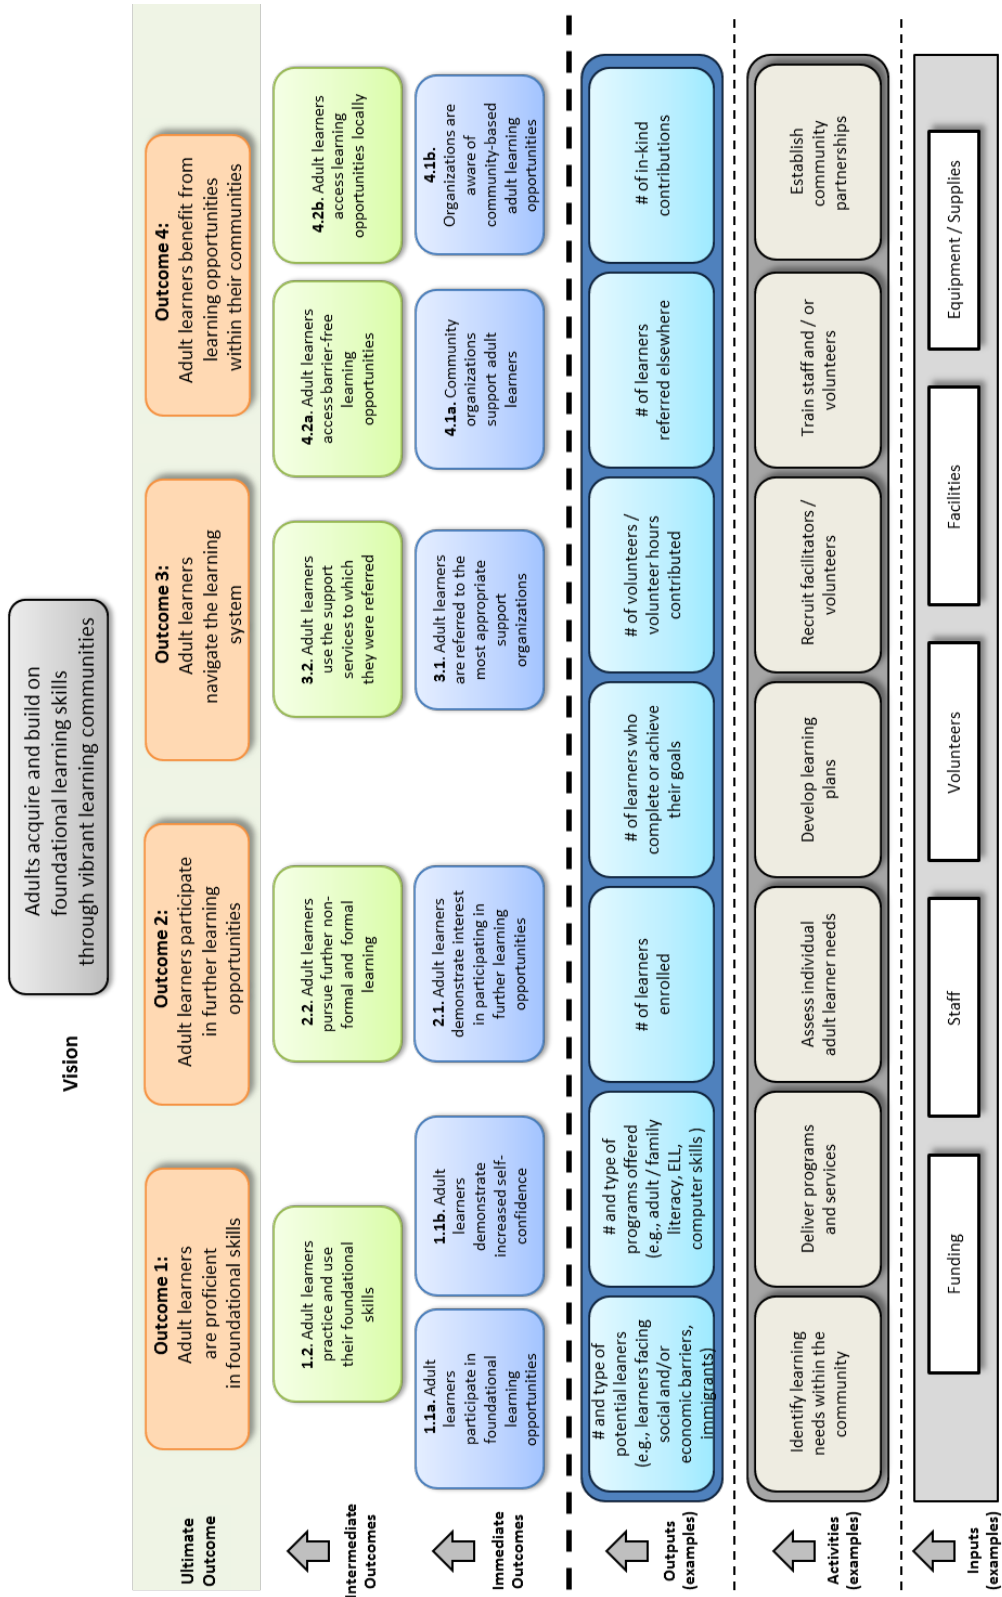 Vision
Adults acquire and build on
foundational learning skills
through vibrant learning communities
Ultimate
Outcome
Outcome 1:
Adult learners
are proficient
in foundational skills
Outcome 2:
Adult learners participate
in further learning
opportunities
Outcome 3:
Adult learners
navigate the learning
system
Outcome 4:
Adult learners benefit from
learning opportunities
within their communities
Intermediate
Outcomes
1.2. Adult learners
practice and use
their foundational
skills
2.2. Adult learners
pursue further non-
formal and formal
learning
3.2. Adult learners
use the support
services to which
they were referred
4.2a. Adult learners
access barrier-free
learning
opportunities
4.2b. Adult learners
access learning
opportunities locally
Immediate
Outcomes
1.1a. Adult
learners
participate in
foundational
learning
opportunities
1.1b. Adult
learners
demonstrate
increased self-
confidence
2.1. Adult learners
demonstrate interest
in participating in
further learning
opportunities
3.1. Adult learners
are referred to the
most appropriate
support
organizations
4.1a. Community
organizations
support adult
learners
4.1b.
Organizations are
aware of
community-based
adult learning
opportunities
Outputs
(examples)
# and type of
potential leaners
(e.g., learners facing
social and/or
economic barriers,
immigrants)
# and type of
programs offered
(e.g., adult / family
literacy, ELL,
computer skills )
# of learners
enrolled
# of learners who
complete or achieve
their goals
# of volunteers /
volunteer hours
contributed
# of learners
referred elsewhere
# of in-kind
contributions
Activities
(examples)
Identify learning
needs within the
community
Deliver programs
and services
Assess individual
adult learner needs
Develop learning
plans
Recruit facilitators /
volunteers
Train staff and / or
volunteers
Establish
community
partnerships
Inputs
(examples)
Funding
Staff
Volunteers
Facilities
Equipment / Supplies